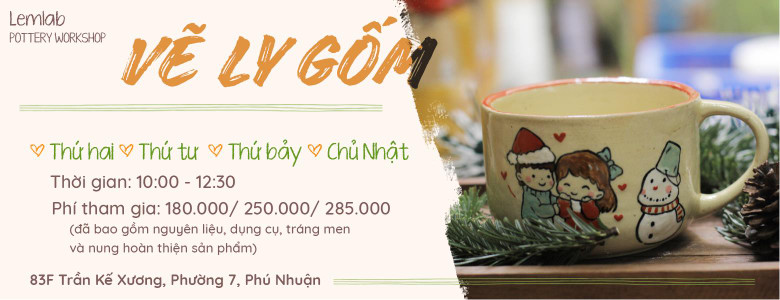 Lemlab
POTTERY WORKSHOP
VẼ LY GỐM
Thứ hai Thứ tư Thứ bảy Chủ Nhật
Thời gian: 10:00 - 12:30
Phí tham gia: 180.000/ 250.000/ 285.000
(đã bao gồm nguyên liệu, dụng cụ, tráng men
và nung hoàn thiện sản phẩm)
83F Trần Kế Xương, Phường 7, Phú Nhuận